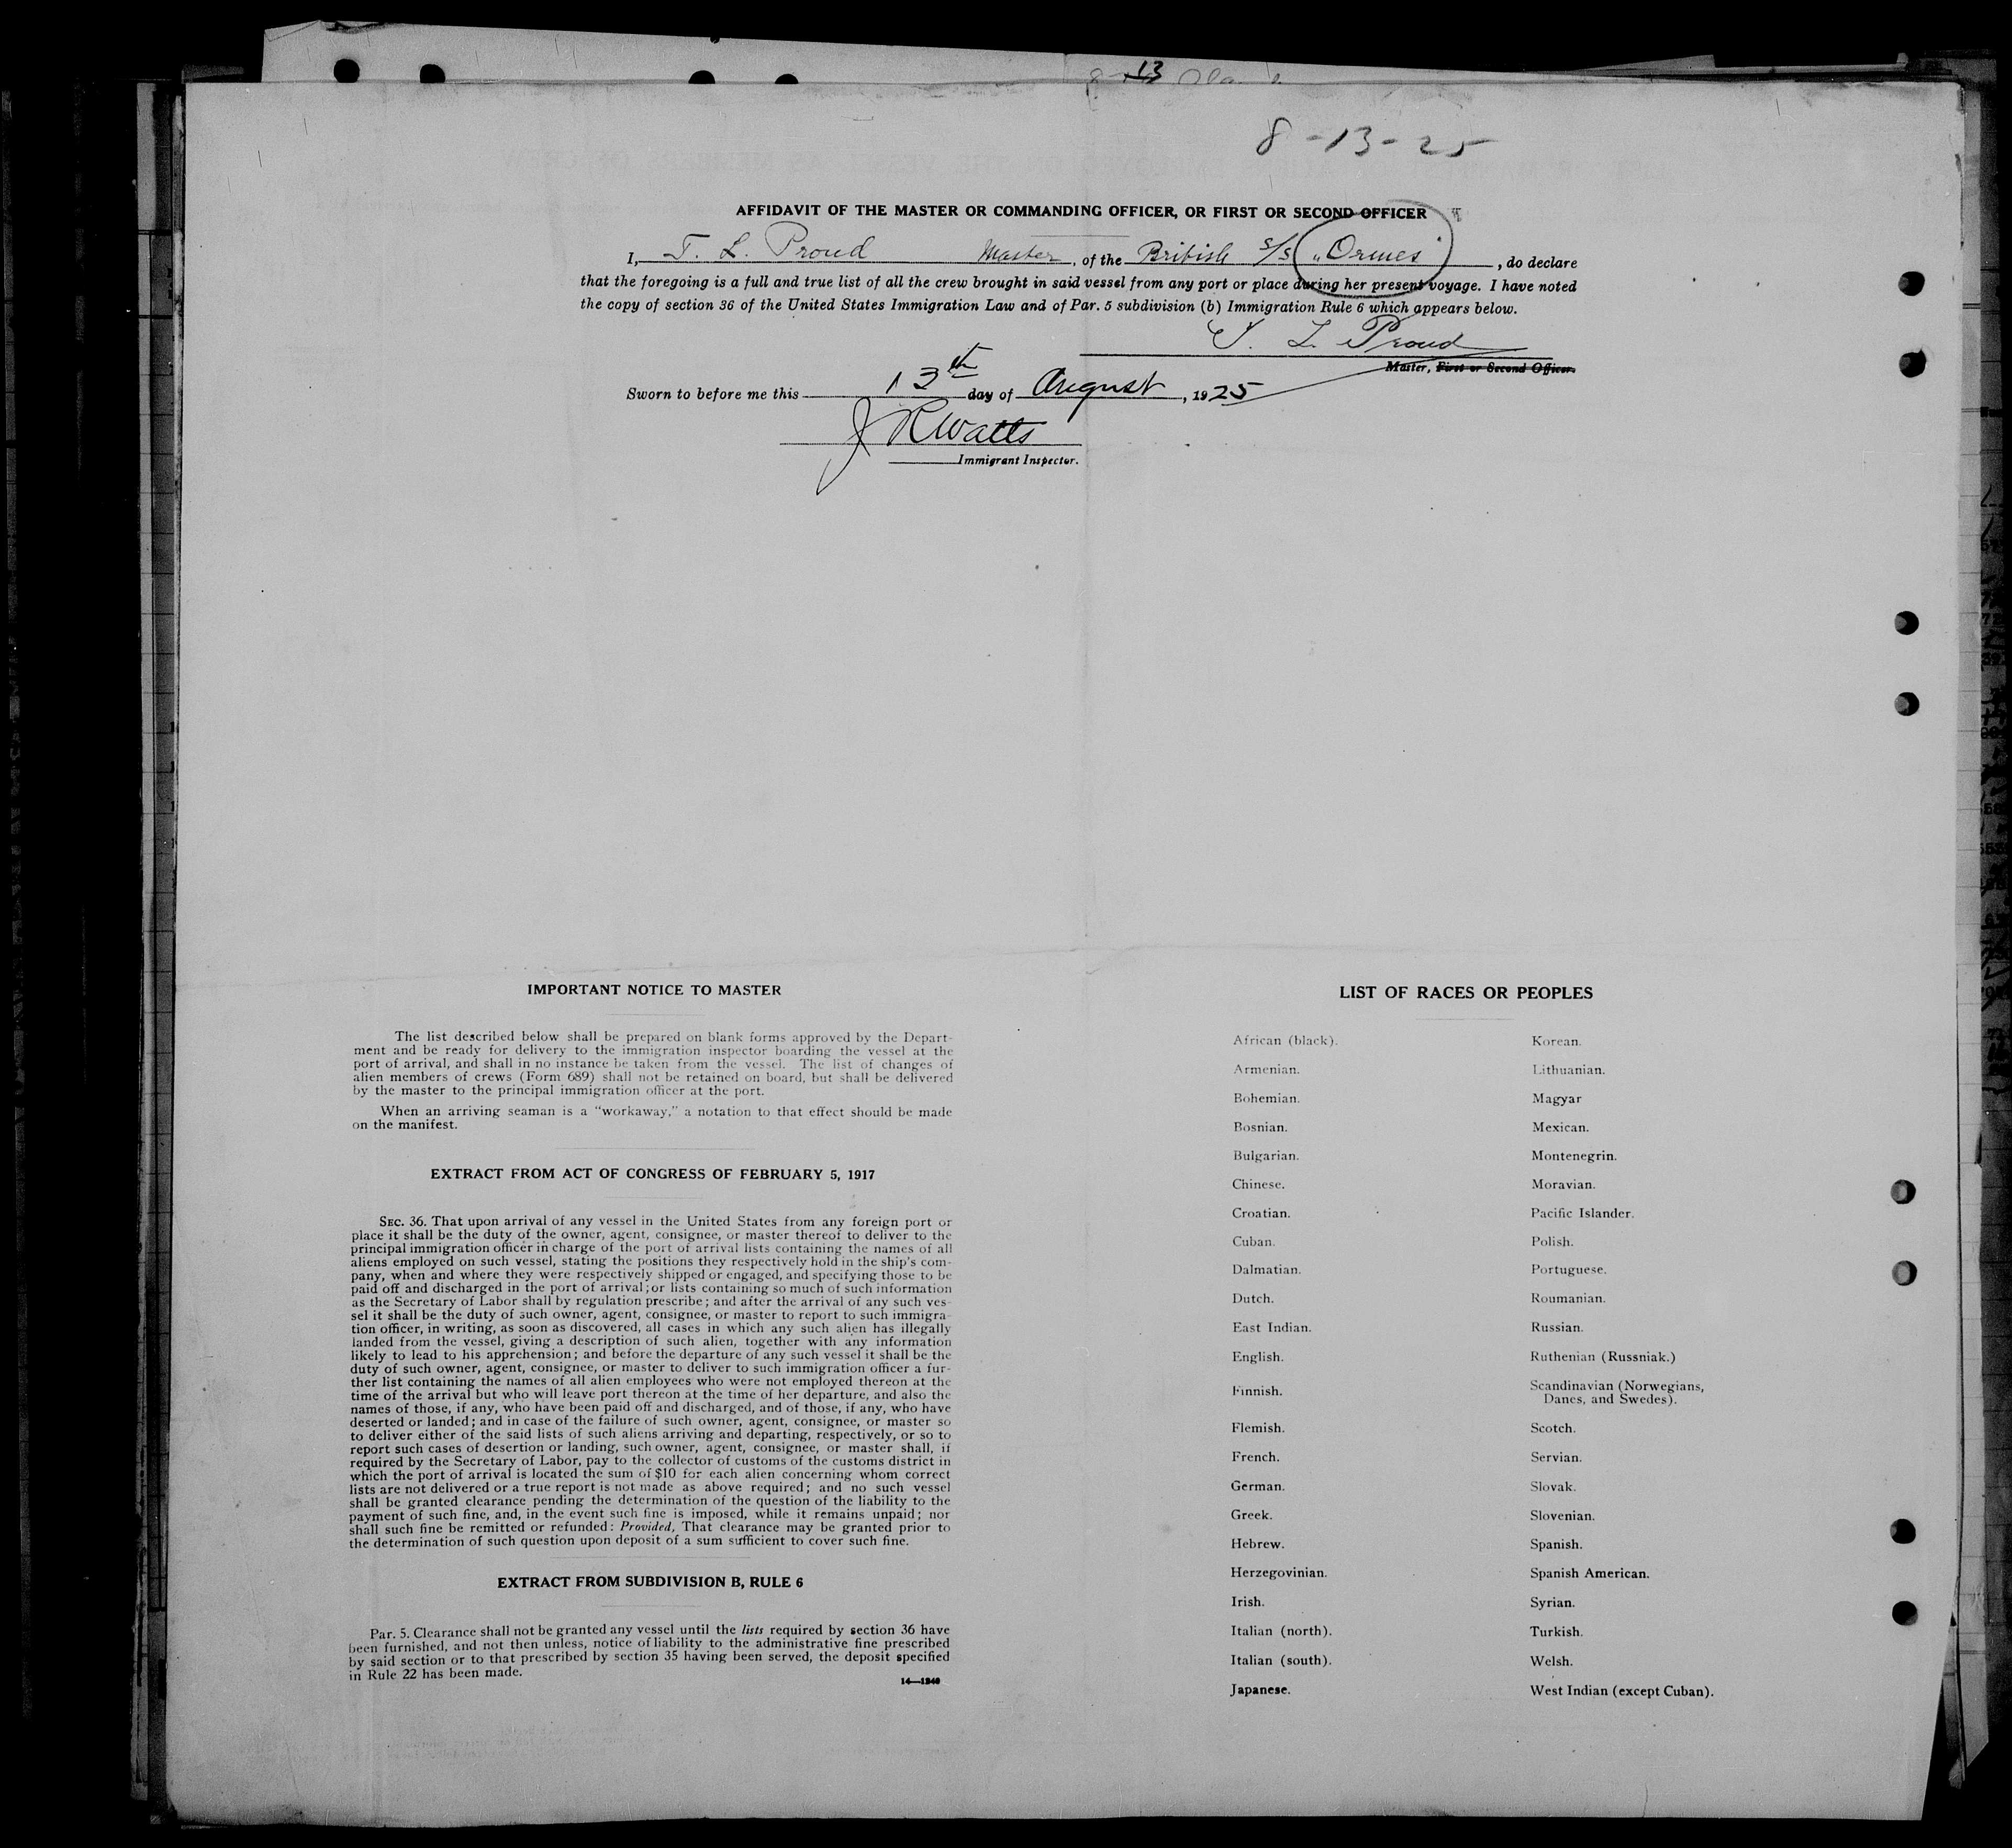 13
8-13-25
AFFIDAVIT OF THE MASTER OR COMMANDING OFFICER, OR FIRST OR SECOND OFFICER
I, T. L. Proud Master, of the British S/S "Ormes", do declare
that the foregoing is a full and true list of all the crew brought in said vessel from any port or place during her present voyage. I have noted
the copy of section 36 of the United States Immigration Law and of Par. 5 subdivision (b) Immigration Rule 6 which appears below.
T. L. Proud
Master, First or Second Officer.
Sworn to before me this 13th day of August, 1925
J R Watts
Immigrant Inspector.
IMPORTANT NOTICE TO MASTER
The list described below shall be prepared on blank forms approved by the Depart-
ment and be ready for delivery to the immigration inspector boarding the vessel at the
port of arrival, and shall in no instance be taken from the vessel. The list of changes of
alien members of crews (Form 689) shall not be retained on board, but shall be delivered
by the master to the principal immigration officer at the port.
When an arriving seaman is a "workaway," a notation to that effect should be made
on the manifest.
EXTRACT FROM ACT OF CONGRESS OF FEBRUARY 5, 1917
SEC. 36. That upon arrival of any vessel in the United States from any foreign port or
place it shall be the duty of the owner, agent, consignee, or master thereof to deliver to the
principal immigration officer in charge of the port of arrival lists containing the names of all
aliens employed on such vessel, stating the positions they respectively hold in the ship's com-
pany, when and where they were respectively shipped or engaged, and specifying those to be
paid off and discharged in the port of arrival; or lists containing so much of such information
as the Secretary of Labor shall by regulation prescribe; and after the arrival of any such ves-
sel it shall be the duty of such owner, agent, consignee, or master to report to such immigra-
tion officer, in writing, as soon as discovered, all cases in which any such alien has illegally
landed from the vessel, giving a description of such alien, together with any information
likely to lead to his apprehension; and before the departure of any such vessel it shall be the
duty of such owner, agent, consignee, or master to deliver to such immigration officer a fur-
ther list containing the names of all alien employees who were not employed thereon at the
time of the arrival but who will leave port thereon at the time of her departure, and also the
names of those, if any, who have been paid off and discharged, and of those, if any, who have
deserted or landed; and in case of the failure of such owner, agent, consignee, or master so
to deliver either of the said lists of such aliens arriving and departing, respectively, or so to
report such cases of desertion or landing, such owner, agent, consignee, or master shall, if
required by the Secretary of Labor, pay to the collector of customs of the customs district in
which the port of arrival is located the sum of $10 for each alien concerning whom correct
lists are not delivered or a true report is not made as above required; and no such vessel
shall be granted clearance pending the determination of the question of the liability to the
payment of such fine, and, in the event such fine is imposed, while it remains unpaid; nor
shall such fine be remitted or refunded: Provided, That clearance may be granted prior to
the determination of such question upon deposit of a sum sufficient to cover such fine.
EXTRACT FROM SUBDIVISION B, RULE 6
Par. 5. Clearance shall not be granted any vessel until the lists required by section 36 have
been furnished, and not then unless, notice of liability to the administrative fine prescribed
by said section or to that prescribed by section 35 having been served, the deposit specified
in Rule 22 has been made.
14—1240
LIST OF RACES OR PEOPLES
African (black).
Armenian.
Bohemian.
Bosnian.
Bulgarian.
Chinese.
Croatian.
Cuban.
Dalmatian.
Dutch.
East Indian.
English.
Finnish.
Flemish.
French.
German.
Greek.
Hebrew.
Herzegovinian.
Irish.
Italian (north).
Italian (south).
Japanese.
Korean.
Lithuanian.
Magyar
Mexican.
Montenegrin.
Moravian.
Pacific Islander.
Polish.
Portuguese.
Roumanian.
Russian.
Ruthenian (Russniak.)
Scandinavian (Norwegians,
Danes, and Swedes).
Scotch.
Servian.
Slovak.
Slovenian.
Spanish.
Spanish American.
Syrian.
Turkish.
Welsh.
West Indian (except Cuban).